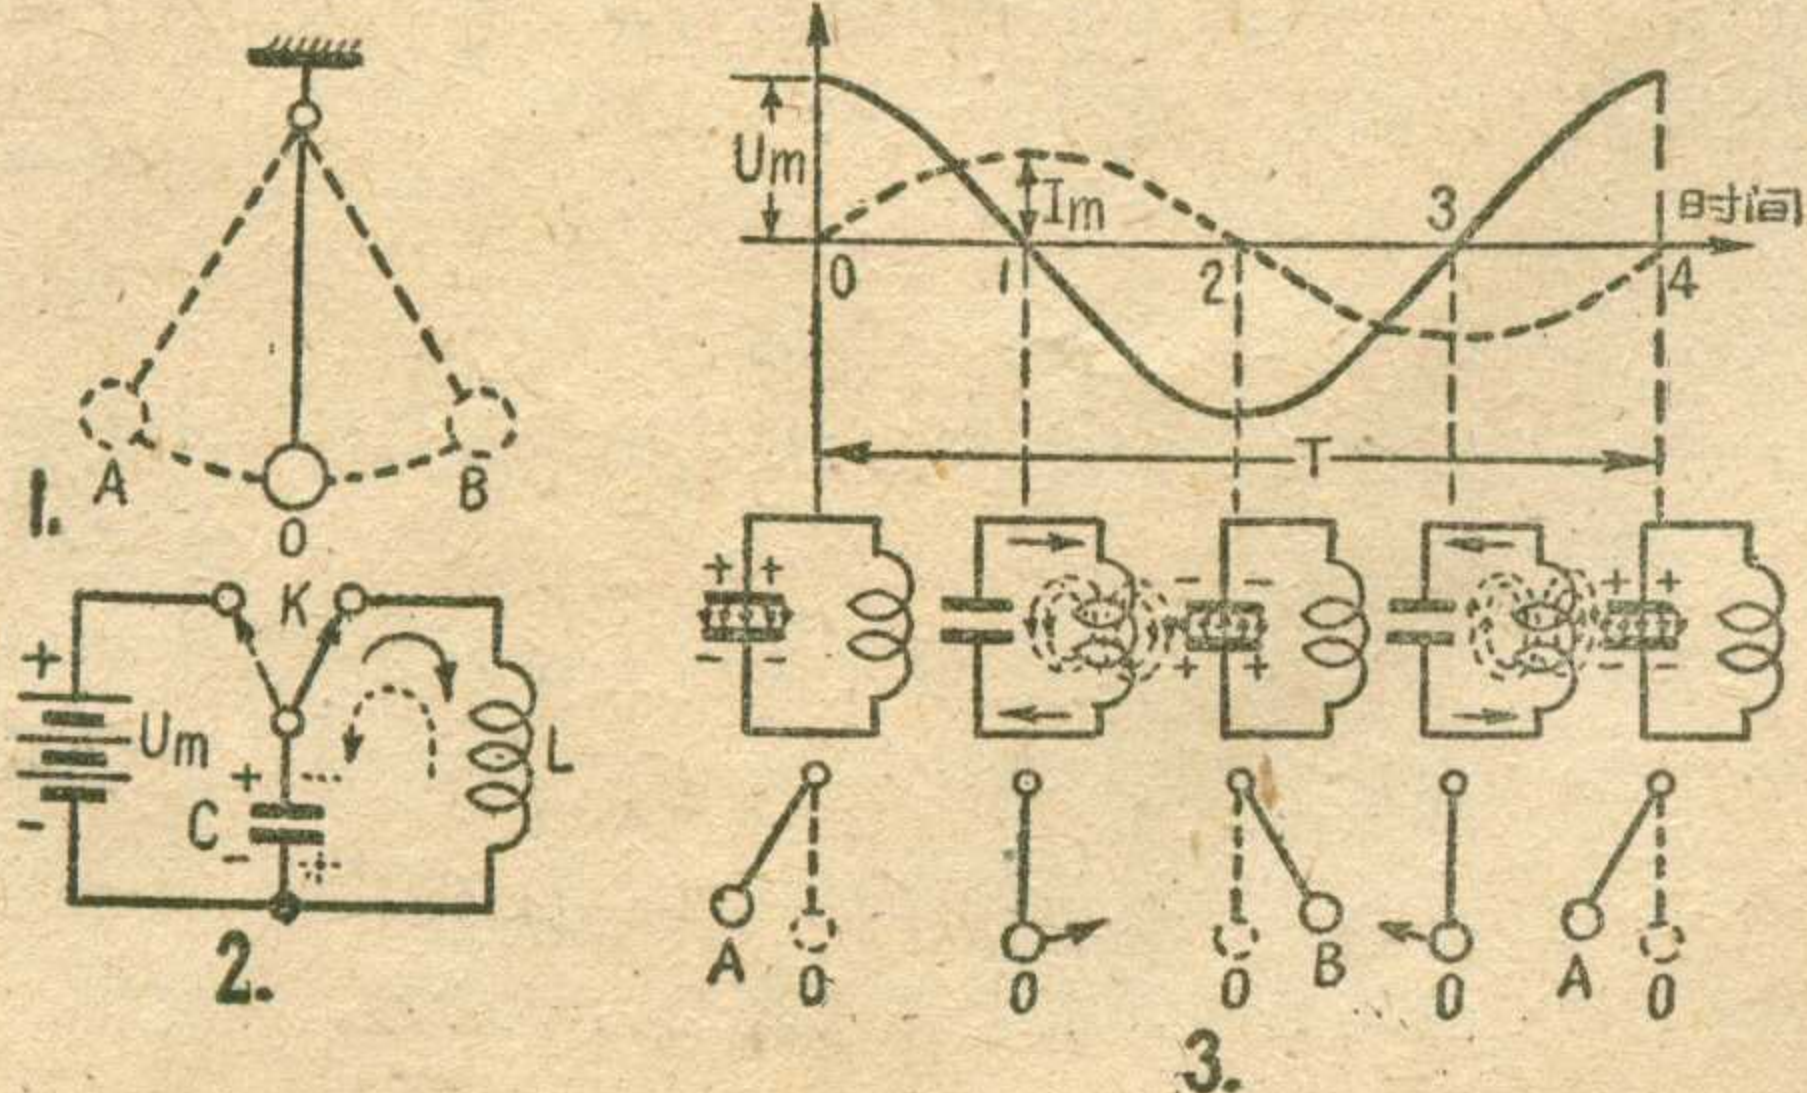 A
B
O
1.
K
+
Um
-
+
C
-
L
2.
Um
Im
3
时间
0
1
2
4
T
+ +
- -
- -
+ +
+ +
- -
A
O
O
O
B
O
A
O
3.